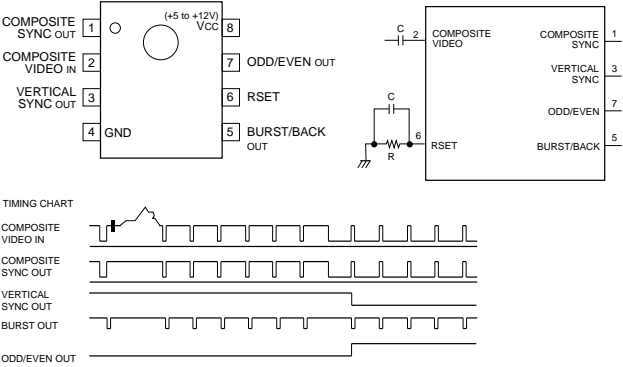 COMPOSITE
SYNC OUT
1
COMPOSITE
VIDEO IN
2
VERTICAL
SYNC OUT
3
4
GND
(+5 to +12V)
VCC
8
7
ODD/EVEN OUT
6
RSET
5
BURST/BACK
OUT
C
2
COMPOSITE
VIDEO
C
R
6
RSET
COMPOSITE
SYNC
1
VERTICAL
SYNC
3
ODD/EVEN
7
BURST/BACK
5
TIMING CHART
COMPOSITE
VIDEO IN
COMPOSITE
SYNC OUT
VERTICAL
SYNC OUT
BURST OUT
ODD/EVEN OUT